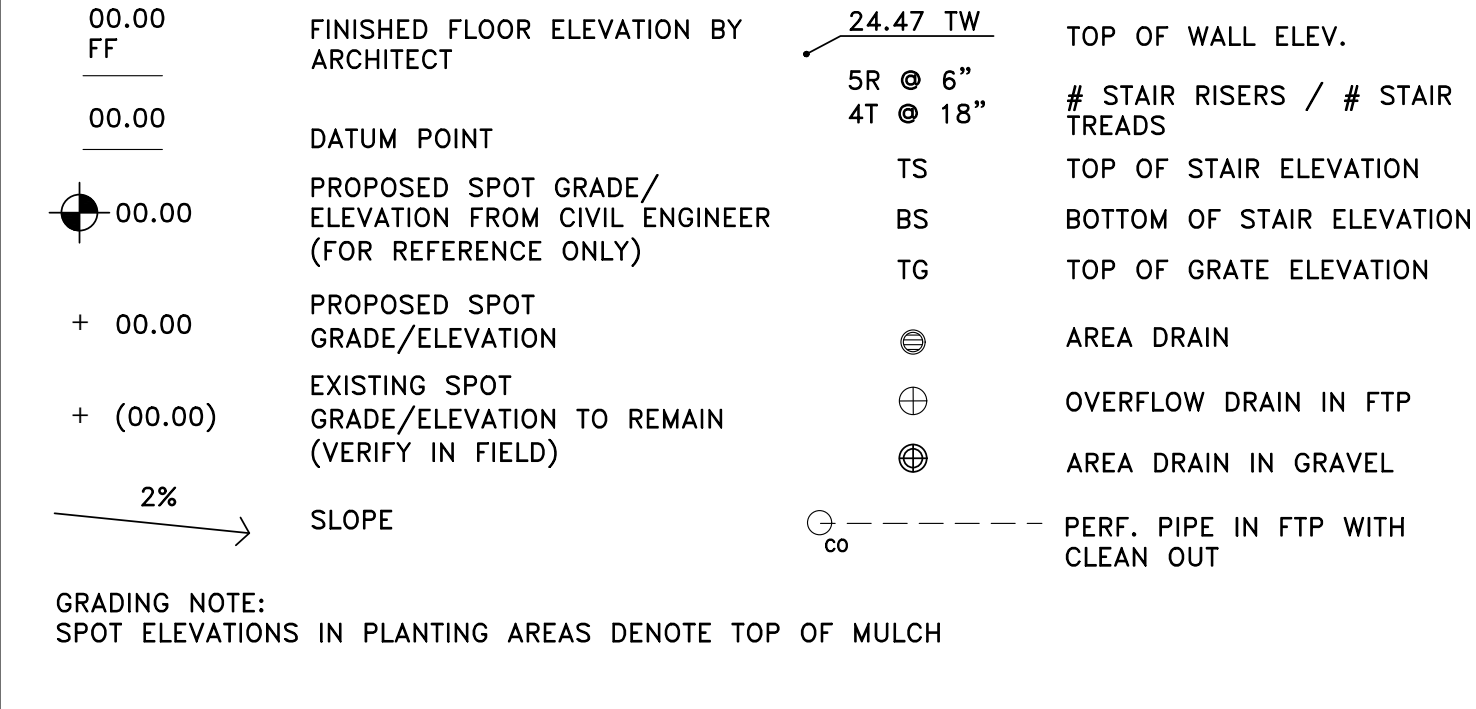 00.00
FF
FINISHED FLOOR ELEVATION BY
ARCHITECT
00.00
DATUM POINT
00.00
PROPOSED SPOT GRADE/
ELEVATION FROM CIVIL ENGINEER
(FOR REFERENCE ONLY)
+ 00.00
PROPOSED SPOT
GRADE/ELEVATION
+ (00.00)
EXISTING SPOT
GRADE/ELEVATION TO REMAIN
(VERIFY IN FIELD)
2%
SLOPE
24.47 TW
TOP OF WALL ELEV.
5R @ 6”
4T @ 18”
# STAIR RISERS / # STAIR
TREADS
TS
TOP OF STAIR ELEVATION
BS
BOTTOM OF STAIR ELEVATION
TG
TOP OF GRATE ELEVATION
AREA DRAIN
OVERFLOW DRAIN IN FTP
AREA DRAIN IN GRAVEL
CO
PERF. PIPE IN FTP WITH
CLEAN OUT
GRADING NOTE:
SPOT ELEVATIONS IN PLANTING AREAS DENOTE TOP OF MULCH